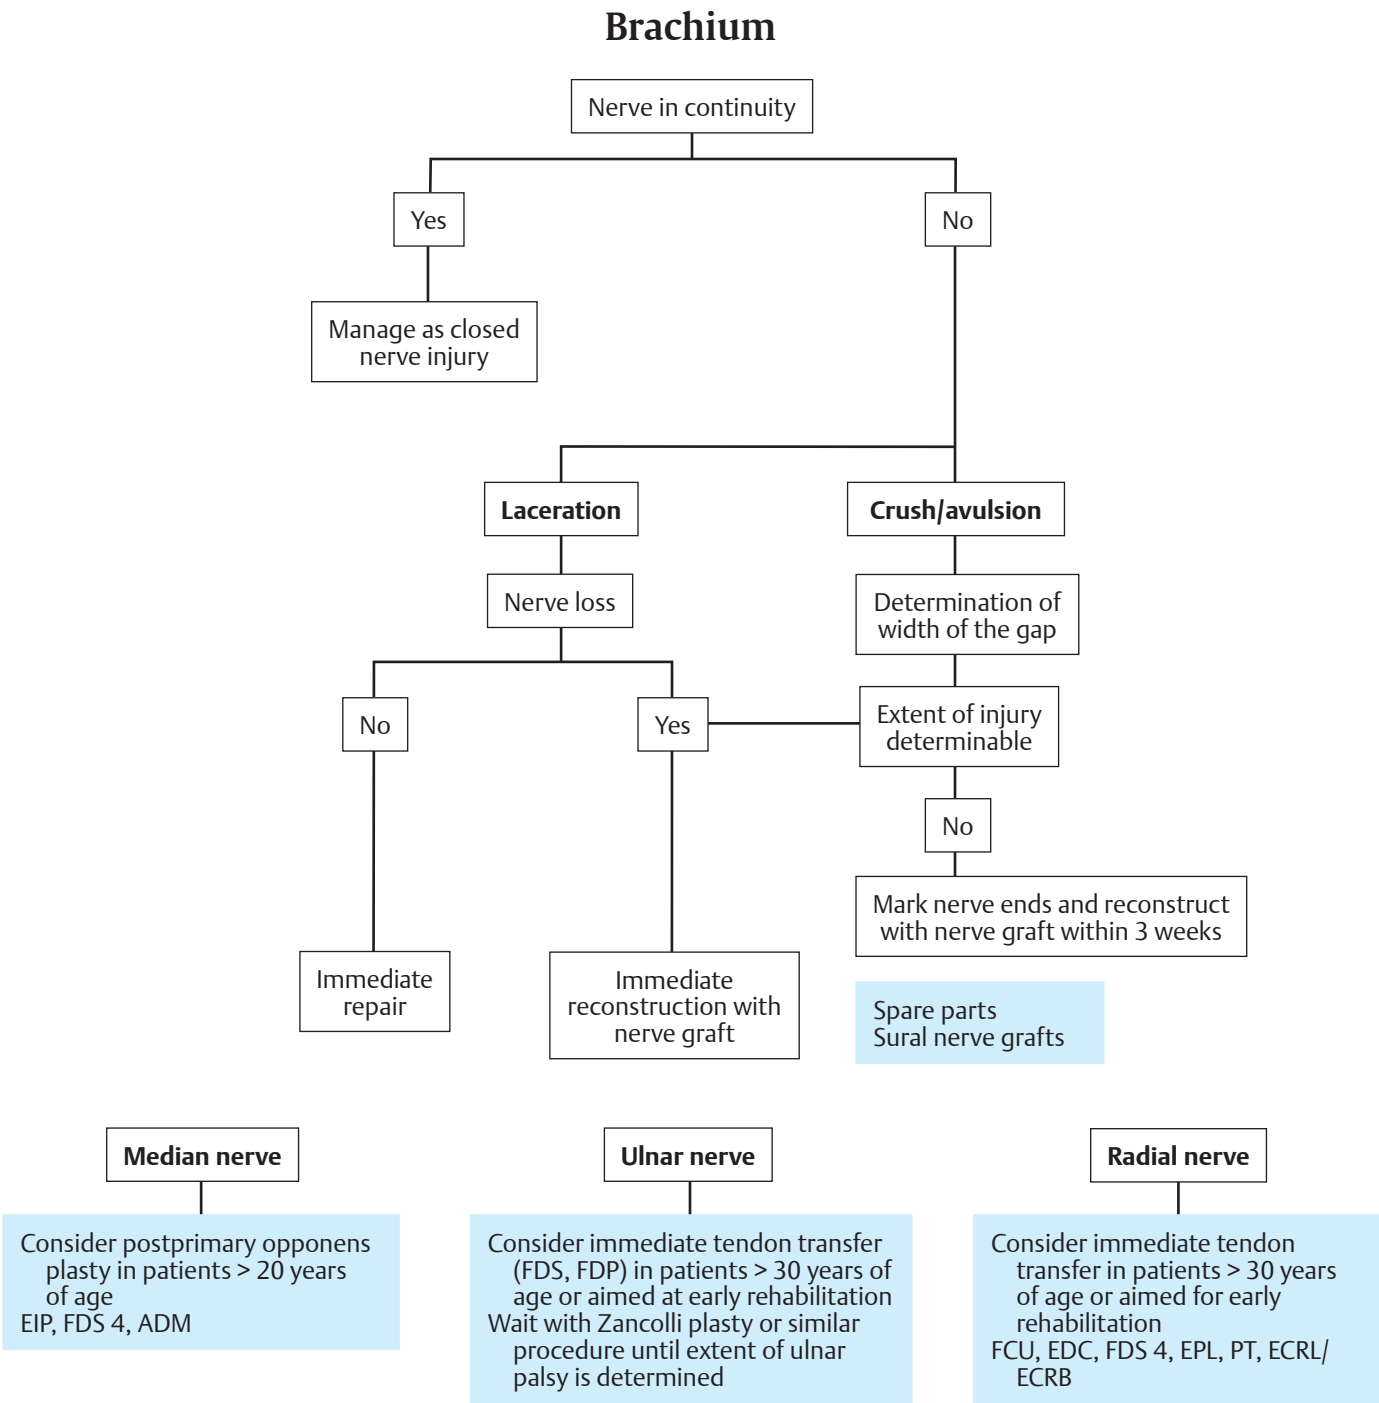 Brachium
Nerve in continuity
Yes
No
Manage as closed
nerve injury
Laceration
Crush/avulsion
Nerve loss
Determination of
width of the gap
No
Yes
Extent of injury
determinable
No
Mark nerve ends and reconstruct
with nerve graft within 3 weeks
Immediate
repair
Immediate
reconstruction with
nerve graft
Spare parts
Sural nerve grafts
Median nerve
Ulnar nerve
Radial nerve
Consider postprimary opponens
plasty in patients > 20 years
of age
EIP, FDS 4, ADM
Consider immediate tendon transfer
(FDS, FDP) in patients > 30 years of
age or aimed at early rehabilitation
Wait with Zancolli plasty or similar
procedure until extent of ulnar
palsy is determined
Consider immediate tendon
transfer in patients > 30 years
of age or aimed for early
rehabilitation
FCU, EDC, FDS 4, EPL, PT, ECRL/
ECRB